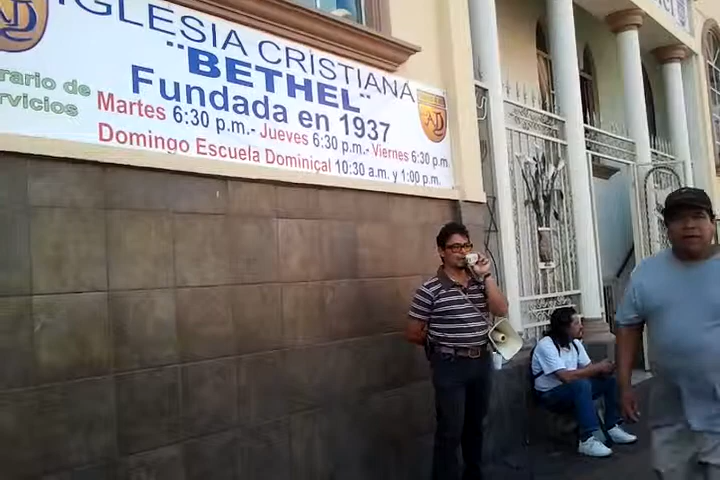 IGLESIA CRISTIANA
¨BETHEL¨
Fundada en 1937
Martes 6:30 p.m.- Jueves 6:30 p.m.- Viernes 6:30 p.m.
Domingo Escuela Dominiçal 10:30 a.m. y 1:00 p.m.
rario de
rvicios
AD